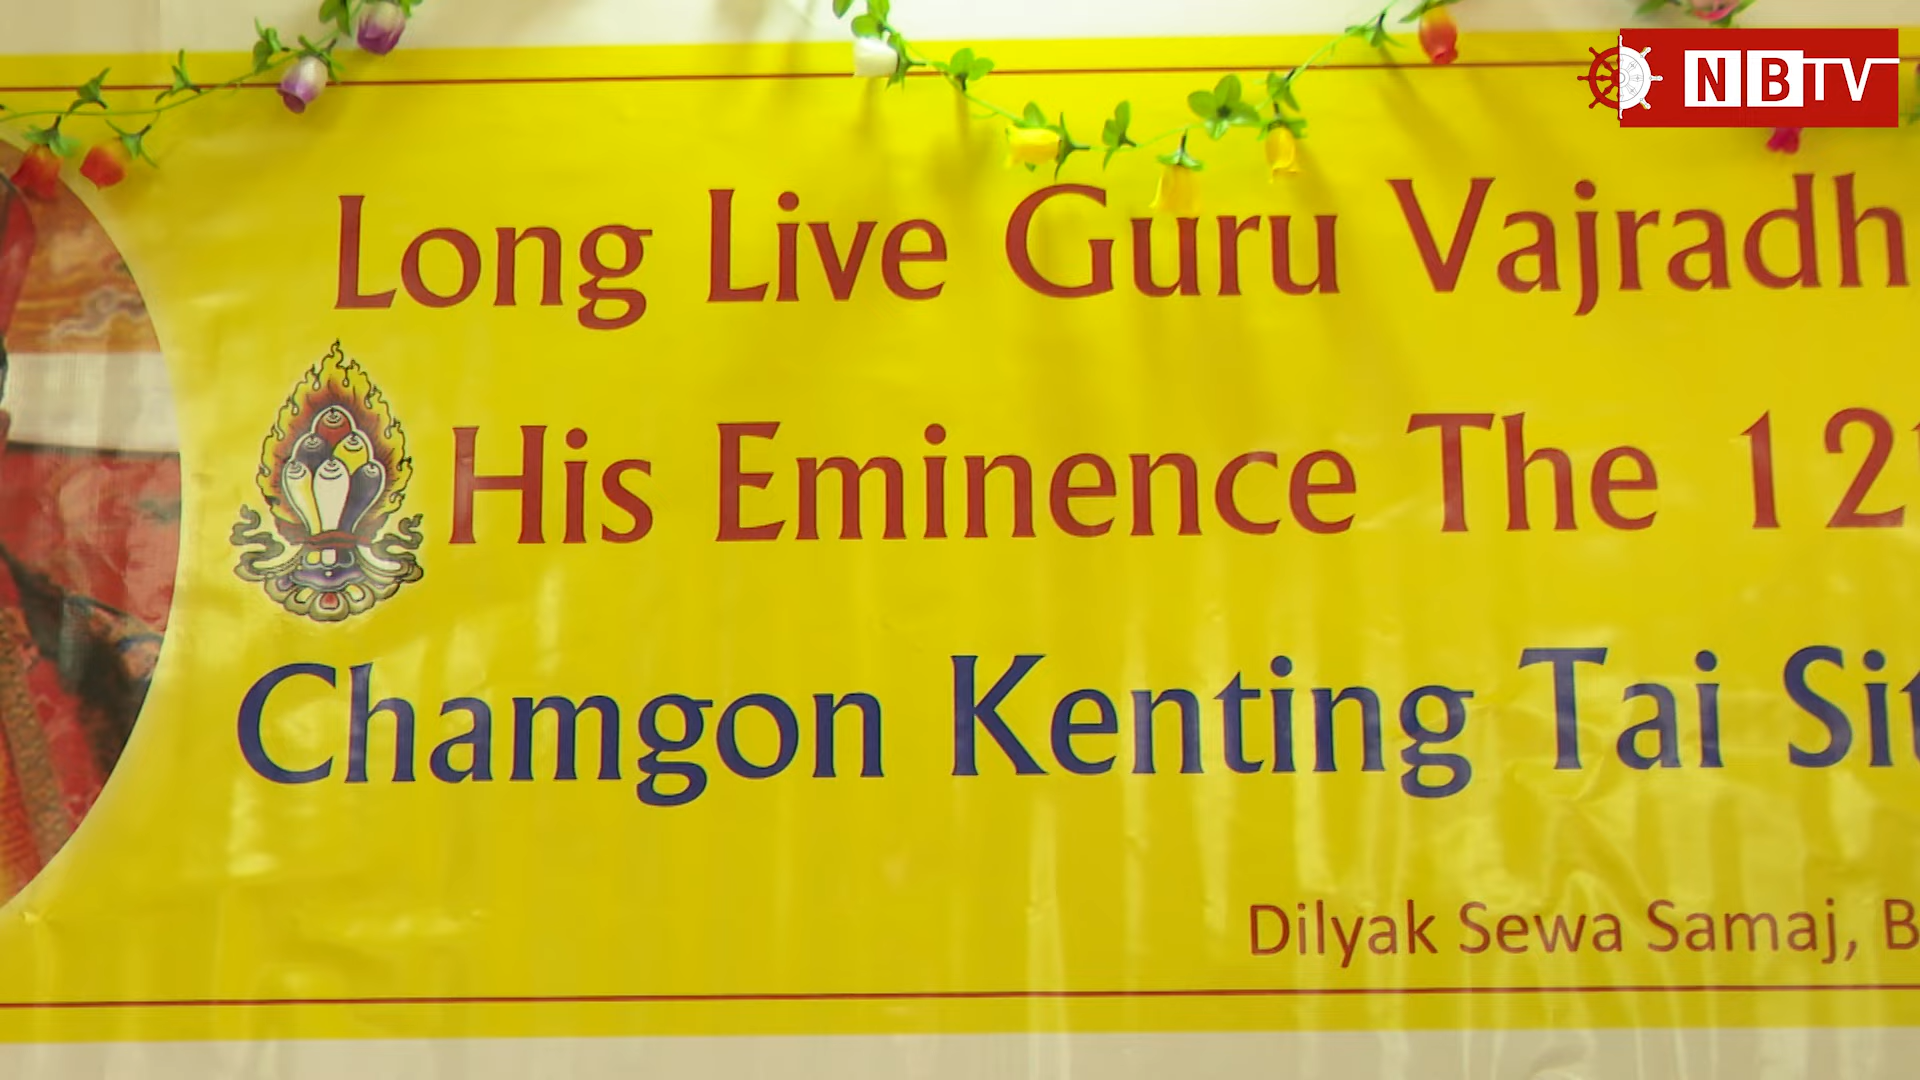 NBTV
Long Live Guru Vajradh
His Eminence The 12
Chamgon Kenting Tai Sit
Dilyak Sewa Samaj, B